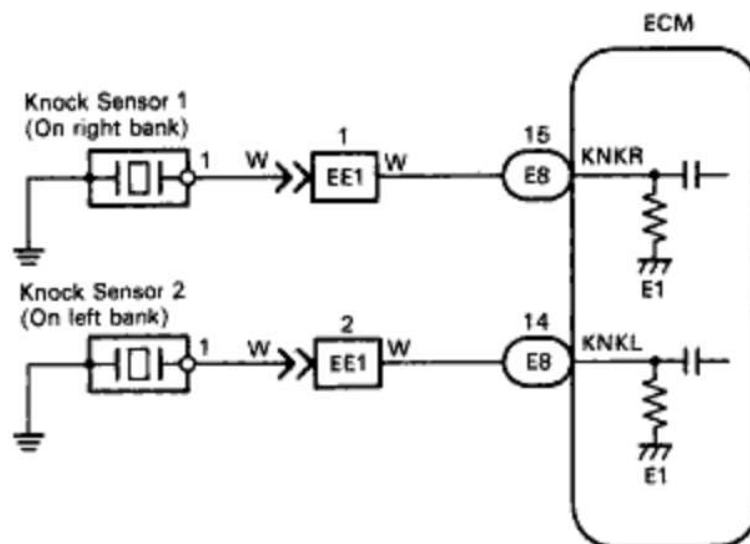 ECM
Knock Sensor 1
(On right bank)
1 W
1
EE1
W
15
E8
KNKR
E1
Knock Sensor 2
(On left bank)
1 W
2
EE1
W
14
E8
KNKL
E1